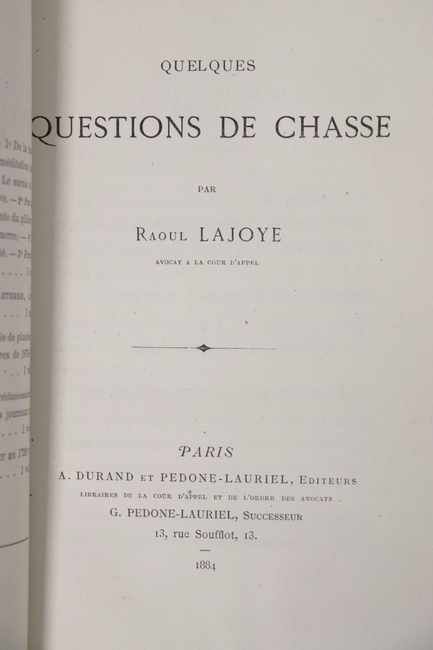 QUELQUES
QUESTIONS DE CHASSE
PAR
RAOUL LAJOYE
AVOCAT A LA COUR D'APPEL
PARIS
A. DURAND ET PEDONE-LAURIEL, EDITEURS
LIBRAIRES DE LA COUR D'APPEL ET DE L'ORDRE DES AVOCATS
G. PEDONE-LAURIEL, SUCCESSEUR
13, rue Soufflot, 13.
1884